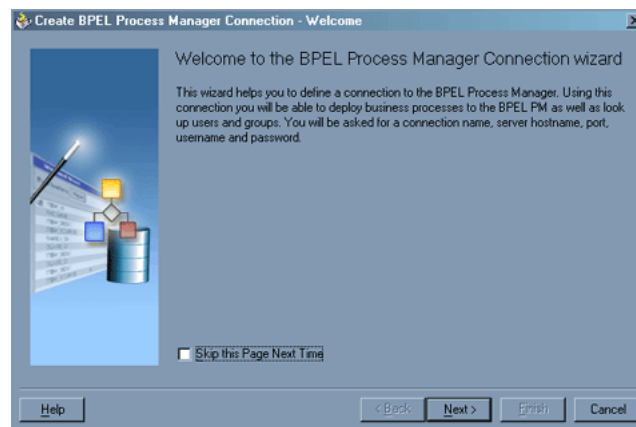 Create BPEL Process Manager Connection - Welcome
Welcome to the BPEL Process Manager Connection wizard
This wizard helps you to define a connection to the BPEL Process Manager. Using this
connection you will be able to deploy business processes to the BPEL PM as well as look
up users and groups. You will be asked for a connection name, server hostname, port,
username and password.
Skip this Page Next Time
Help
< Back
Next >
Finish
Cancel